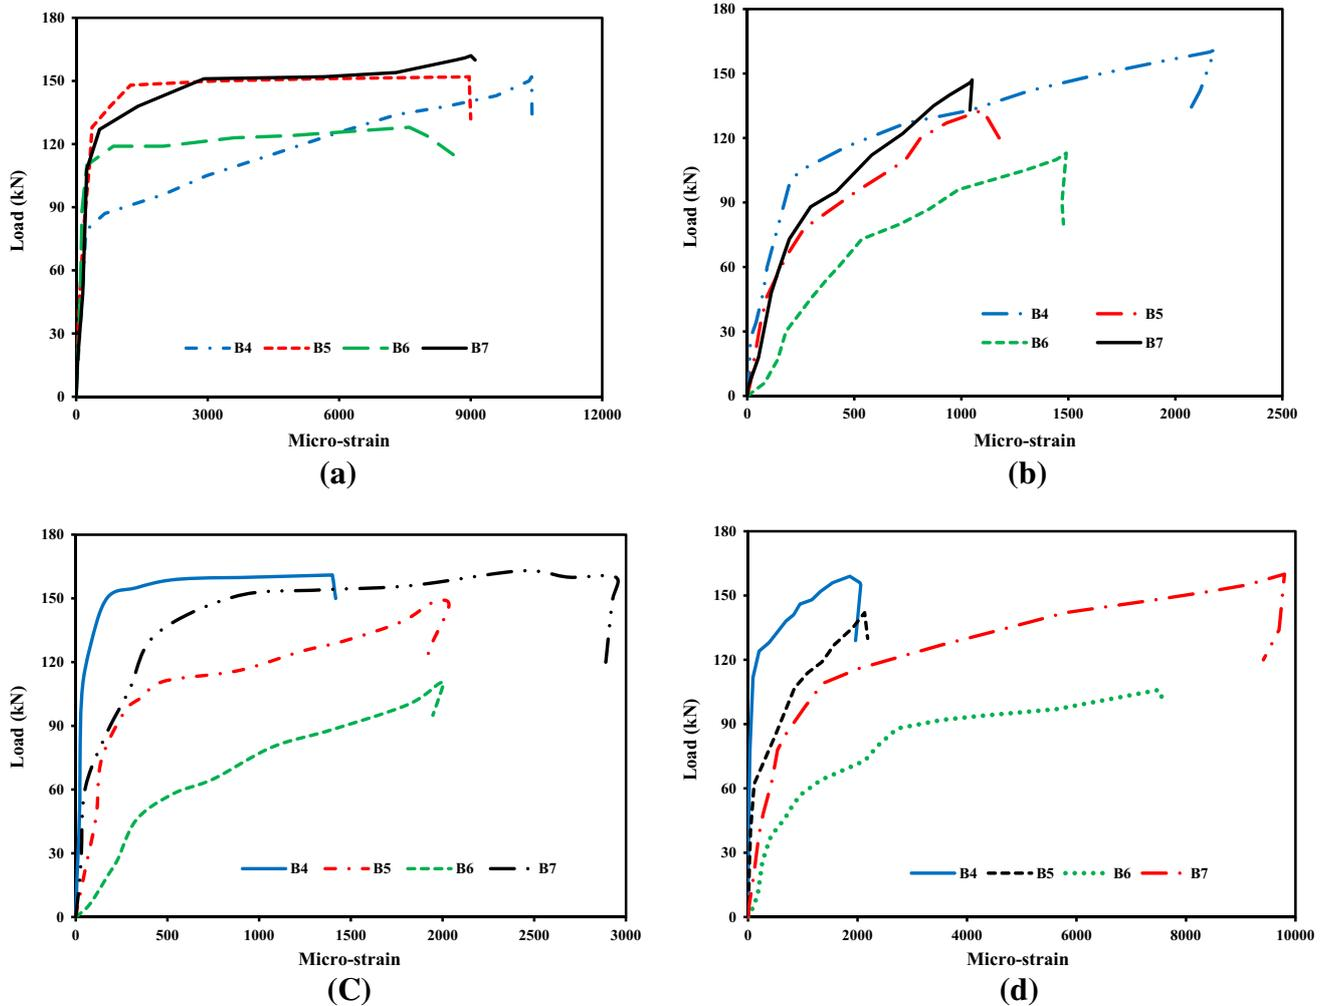 180
150
120
90
60
30
0
Load (kN)
B4 B5 B6 B7
0 3000 6000 9000 12000
Micro-strain
(a)
180
150
120
90
60
30
0
Load (kN)
B4 B5
B6 B7
0 500 1000 1500 2000 2500
Micro-strain
(b)
180
150
120
90
60
30
0
Load (kN)
B4 B5 B6 B7
0 500 1000 1500 2000 2500 3000
Micro-strain
(C)
180
150
120
90
60
30
0
Load (kN)
B4 B5 B6 B7
0 2000 4000 6000 8000 10000
Micro-strain
(d)